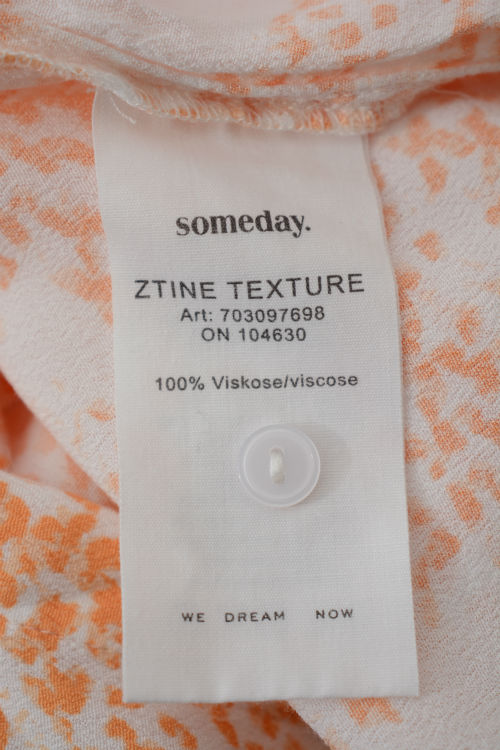 someday.
ZTINE TEXTURE
Art: 703097698
ON 104630
100% Viskose/viscose
WE DREAM NOW